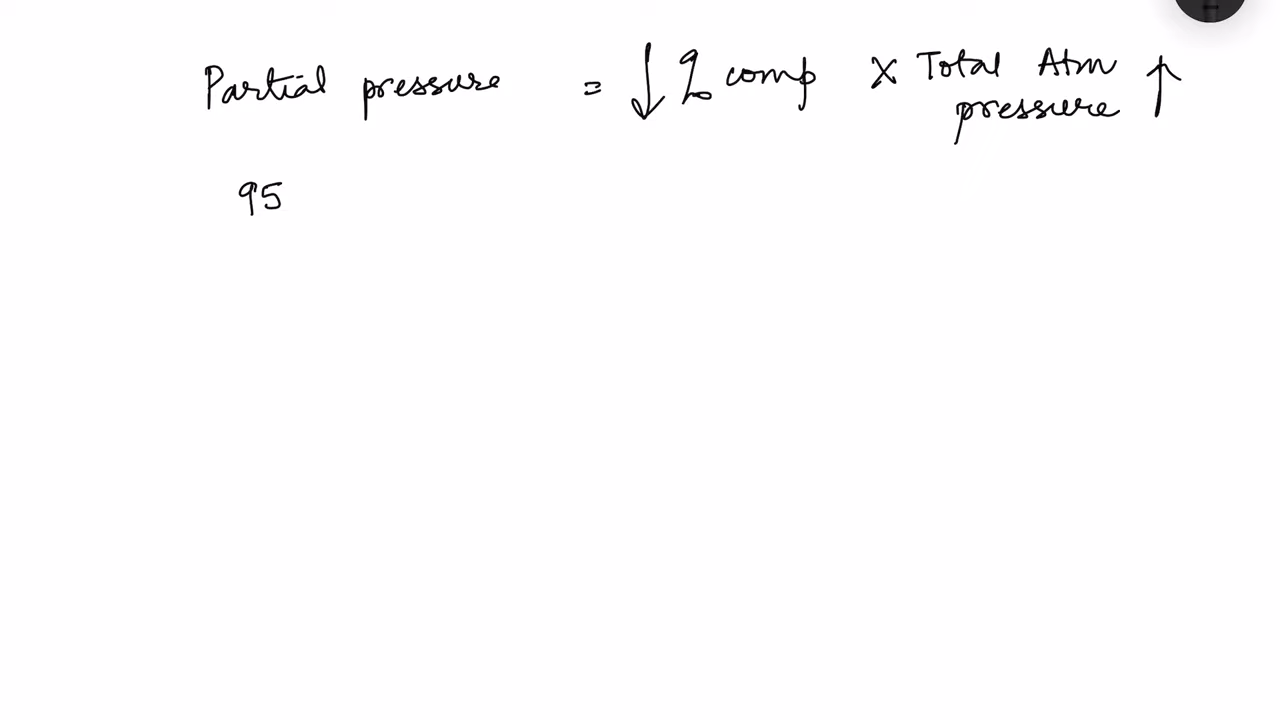 Partial pressure = ↓ % comp × Total Atm pressure ↑
95